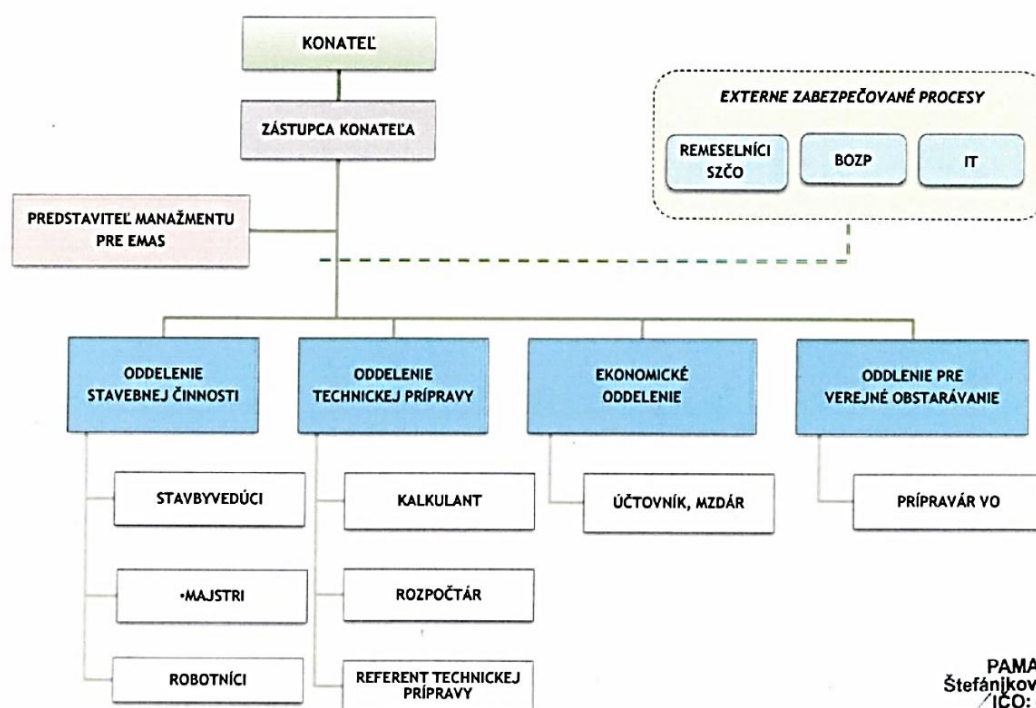 KONATEĽ
ZÁSTUPCA KONATEĽA
EXTERNE ZABEZPEČOVANÉ PROCESY
REMESELNÍCI
SZČO
BOZP
IT
PREDSTAVITEĽ MANAŽMENTU
PRE EMAS
ODDELENIE
STAVEBNEJ ČINNOSTI
ODDELENIE
TECHNICKEJ PRÍPRAVY
EKONOMICKÉ
ODDELENIE
ODDLENIE PRE
VEREJNÉ OBSTARÁVANIE
STAVBYVEDÚCI
KALKULANT
ÚČTOVNÍK, MZDÁR
PRÍPRAVÁR VO
•MAJSTRI
ROZPOČTÁR
ROBOTNÍCI
REFERENT TECHNICKEJ
PRÍPRAVY
PAMA
Štefánikov
IČO: